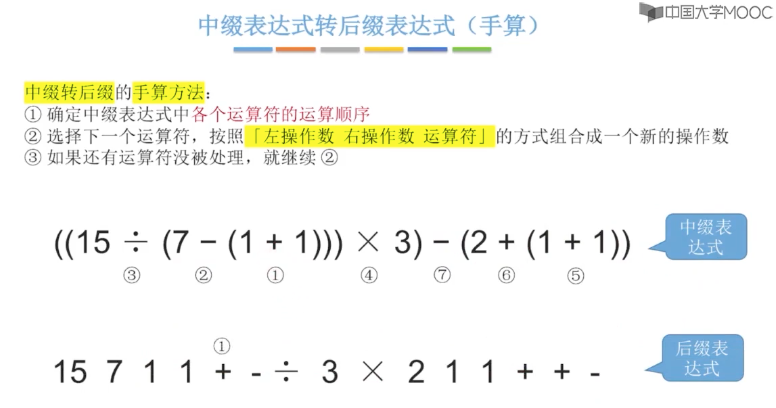 中缀表达式转后缀表达式（手算）
中国大学MOOC
中缀转后缀的手算方法：
① 确定中缀表达式中各个运算符的运算顺序
② 选择下一个运算符，按照「左操作数 右操作数 运算符」的方式组合成一个新的操作数
③ 如果还有运算符没被处理，就继续 ②
((15 ÷ (7 − (1 + 1))) × 3) − (2 + (1 + 1))
③ ② ① ④ ⑦ ⑥ ⑤
中缀表
达式
①
15 7 1 1 + - ÷ 3 × 2 1 1 + + -
后缀表
达式